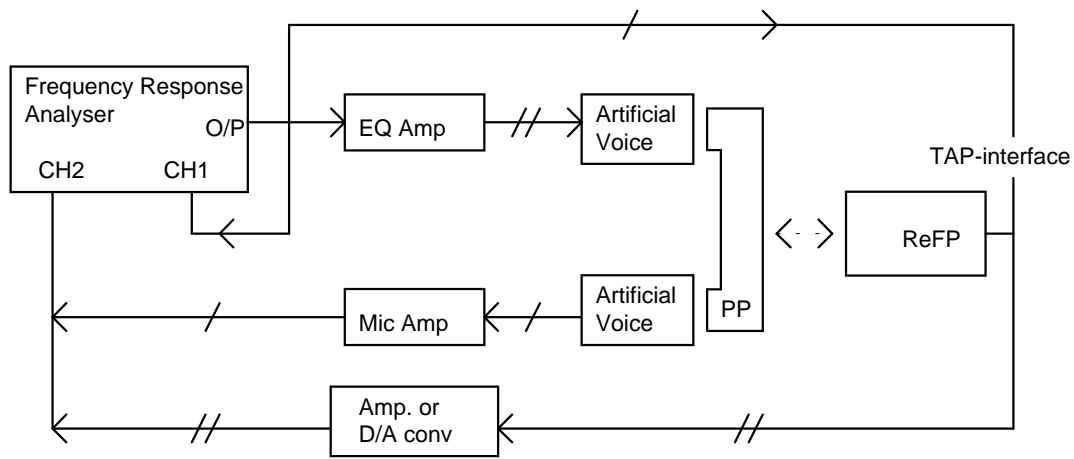 Frequency Response
Analyser
O/P
CH2
CH1
EQ Amp
Artificial
Voice
TAP-interface
ReFP
Mic Amp
Artificial
Voice
PP
Amp. or
D/A conv